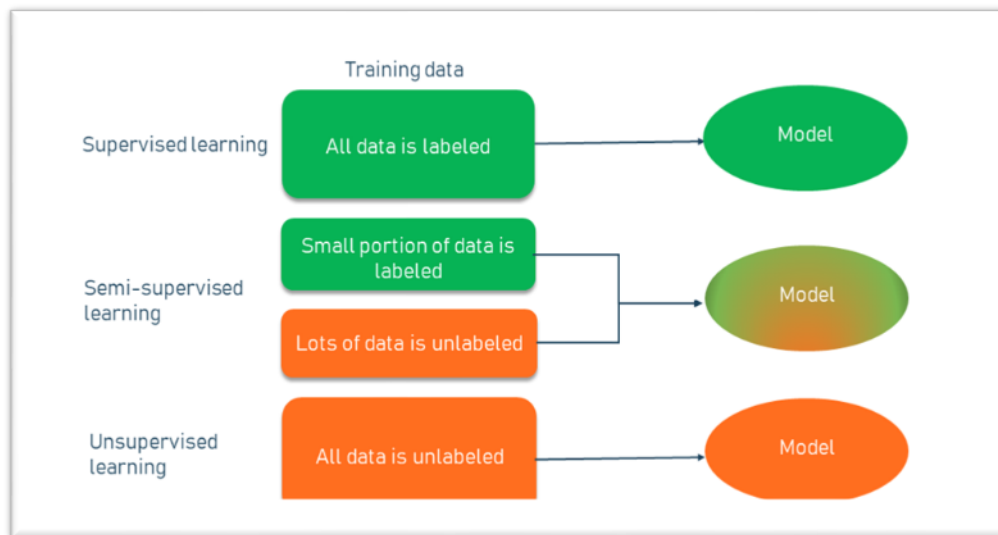 Training data
Supervised learning
All data is labeled
Model
Small portion of data is
labeled
Semi-supervised
learning
Lots of data is unlabeled
Model
Unsupervised
learning
All data is unlabeled
Model